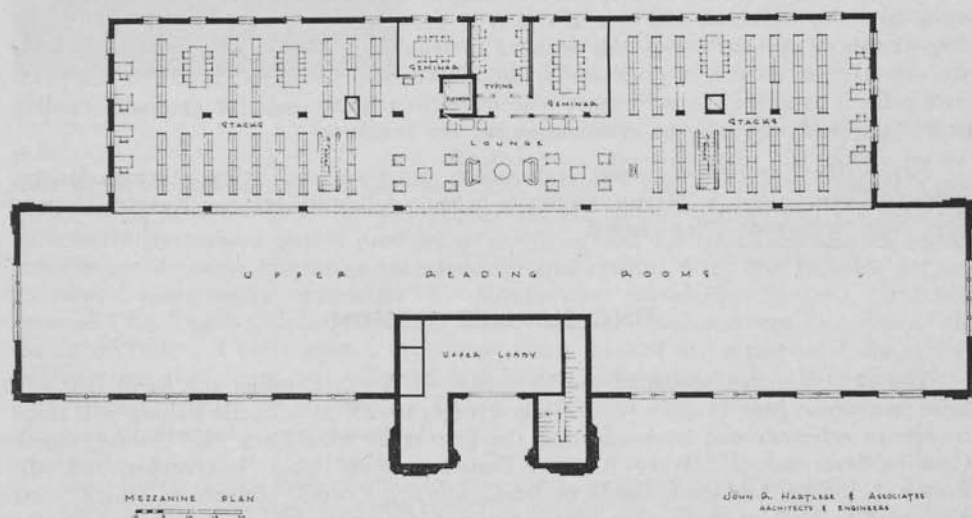 SEMINAR
TYPING
SEMINAR
STACKS
STACKS
LOUNGE
UPPER READING ROOMS
UPPER LOBBY
MEZZANINE PLAN
JOHN G. HARTLEGE & ASSOCIATES
ARCHITECTS & ENGINEERS